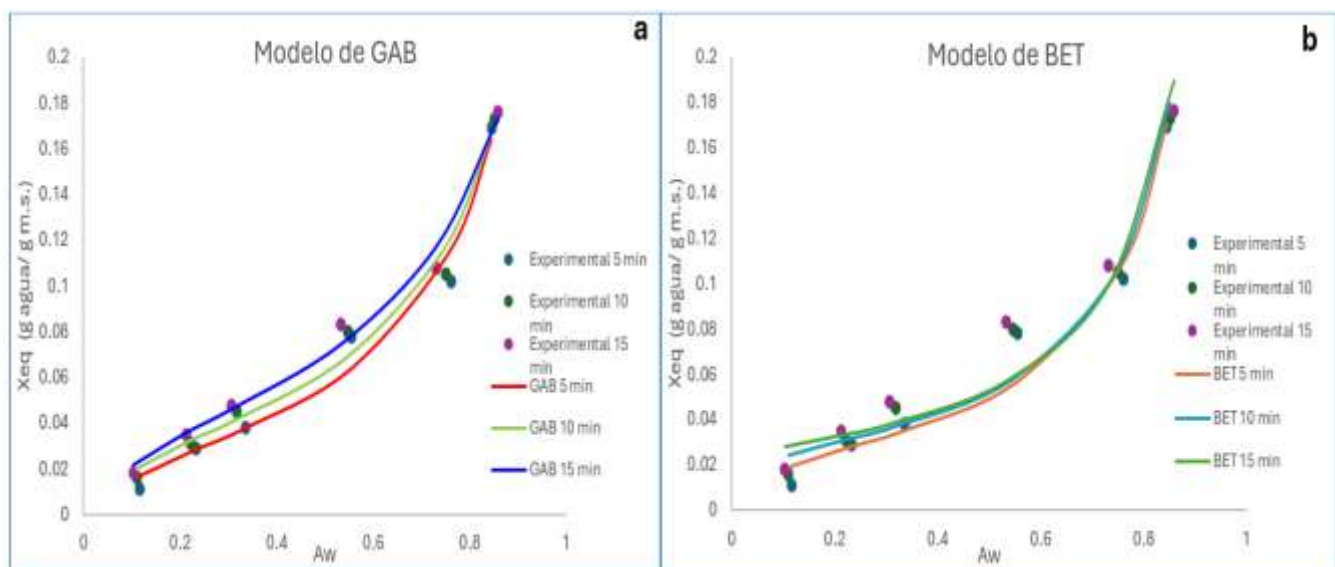 a
Modelo de GAB
0.2
0.18
0.16
0.14
0.12
0.1
0.08
0.06
0.04
0.02
0
Xeq (g agua/ g m.s.)
0
0.2
0.4
0.6
0.8
1
Aw
Experimental 5 min
Experimental 10
min
Experimental 15
min
GAB 5 min
GAB 10 min
GAB 15 min
b
Modelo de BET
0.2
0.18
0.16
0.14
0.12
0.1
0.08
0.06
0.04
0.02
0
Xeq (g agua/ g m.s.)
0
0.2
0.4
0.6
0.8
1
Aw
Experimental 5
min
Experimental 10
min
Experimental 15
min
BET 5 min
BET 10 min
BET 15 min